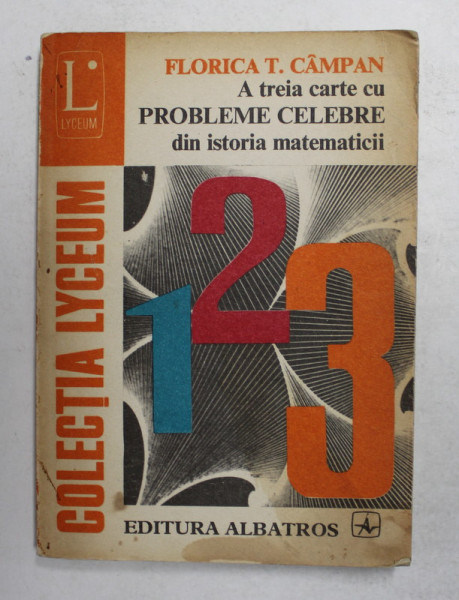 L
LYCEUM
FLORICA T. CÂMPAN
A treia carte cu
PROBLEME CELEBRE
din istoria matematicii
COLECȚIA LYCEUM
1 2 3
EDITURA ALBATROS